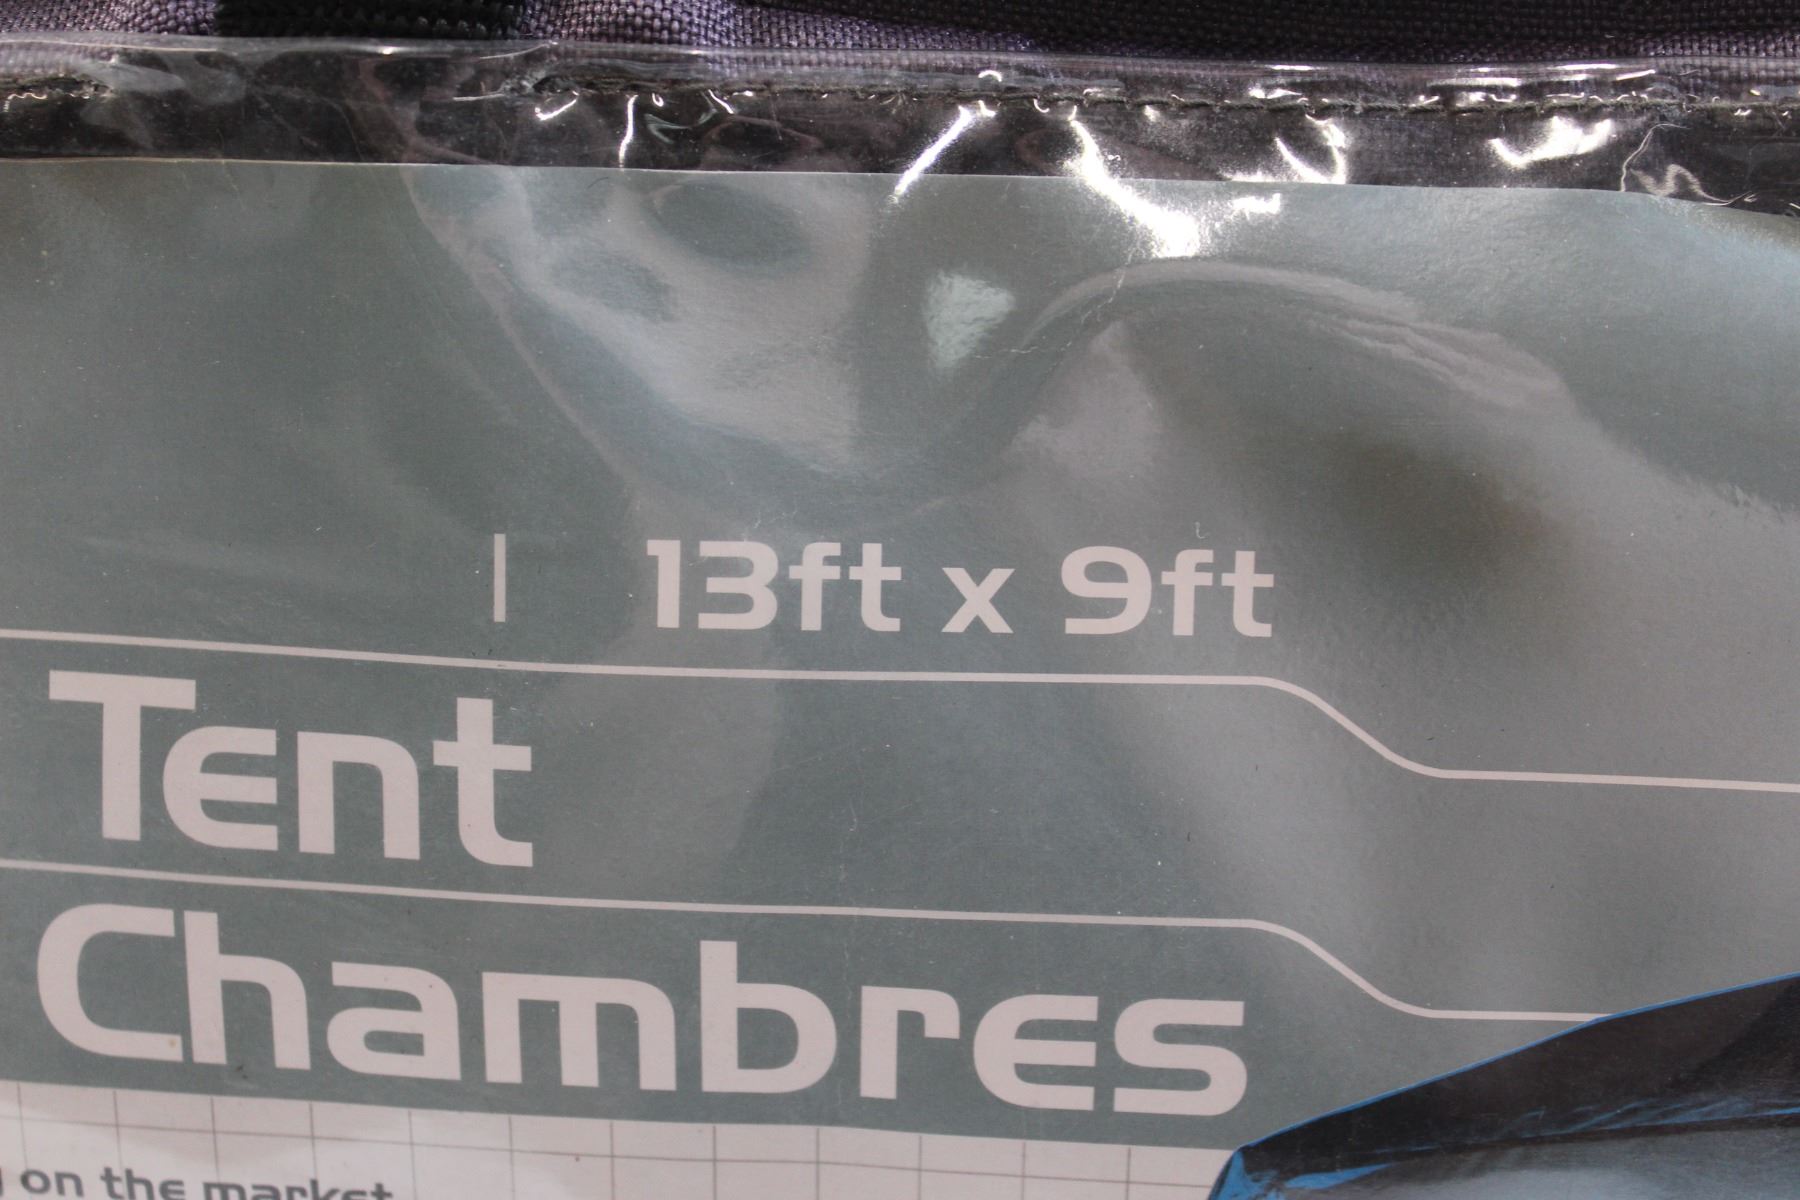 | 13ft x 9ft
Tent
Chambres
on the market